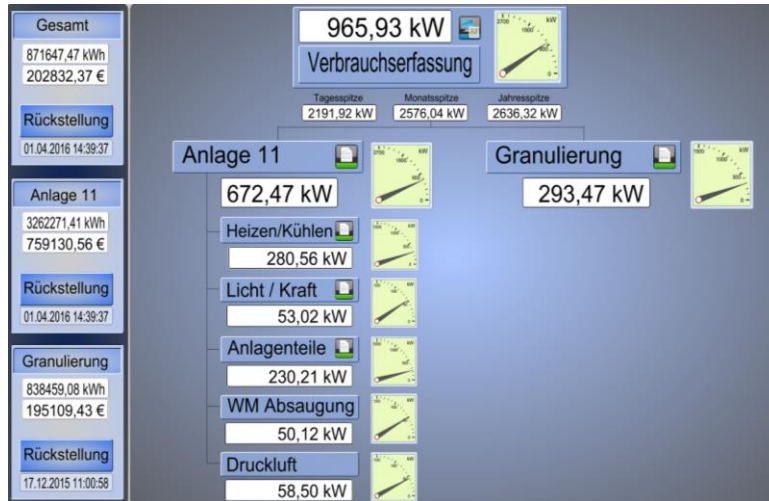 Gesamt
871647,47 kWh
202832,37 €
Rückstellung
01.04.2016 14:39:37
Anlage 11
3262271,41 kWh
759130,56 €
Rückstellung
01.04.2016 14:39:37
Granulierung
838459,08 kWh
195109,43 €
Rückstellung
17.12.2015 11:00:58
965,93 kW
Verbrauchserfassung
Tagesspitze Monatsspitze Jahresspitze
2191,92 kW 2576,04 kW 2636,32 kW
Anlage 11
672,47 kW
Heizen/Kühlen
280,56 kW
Licht / Kraft
53,02 kW
Anlagenteile
230,21 kW
WM Absaugung
50,12 kW
Druckluft
58,50 kW
Granulierung
293,47 kW